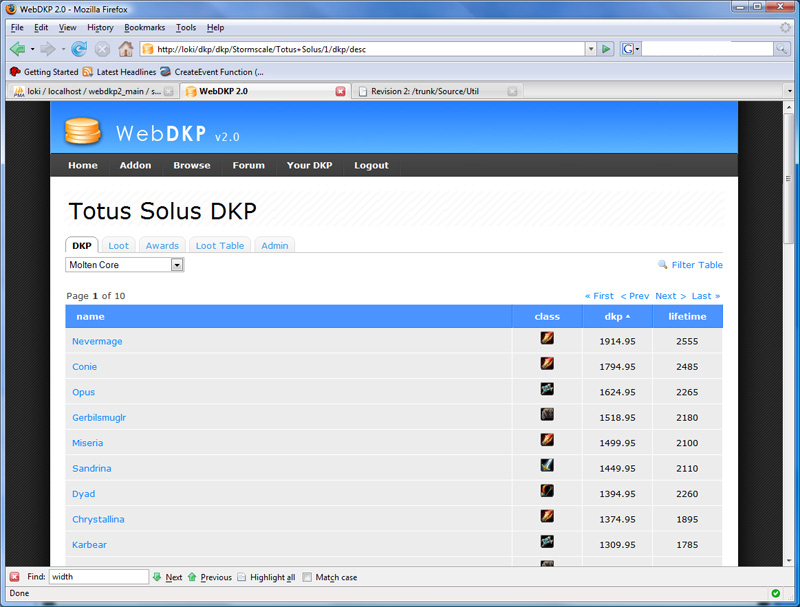 WebDKP 2.0 - Mozilla Firefox
File Edit View History Bookmarks Tools Help
http://loki/dkp/dkp/Stormscale/Totus+Solus/1/dkp/desc
G
Getting Started Latest Headlines CreateEvent Function (...
PMA loki / localhost / webdkp2_main / s... WebDKP 2.0 Revision 2: /trunk/Source/Util
WebDKP v2.0
Home Addon Browse Forum Your DKP Logout
Totus Solus DKP
DKP Loot Awards Loot Table Admin
Molten Core Filter Table
Page 1 of 10 « First < Prev Next > Last »
name class dkp lifetime
Nevermage 1914.95 2555
Conie 1794.95 2485
Opus 1624.95 2265
Gerbilsmuglr 1518.95 2180
Miseria 1499.95 2100
Sandrina 1449.95 2110
Dyad 1394.95 2260
Chrystallina 1374.95 1895
Karbear 1309.95 1785
Find: width Next Previous Highlight all Match case
Done